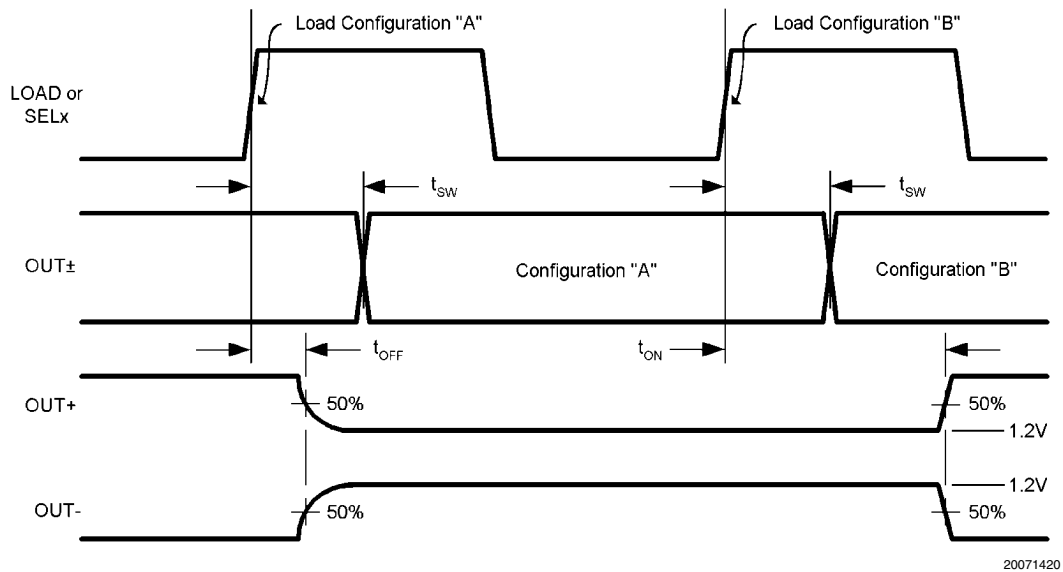 Load Configuration "A"
Load Configuration "B"
LOAD or
SELx
tSW
tSW
OUT±
Configuration "A"
Configuration "B"
tOFF
tON
OUT+
50%
50%
1.2V
1.2V
OUT-
50%
50%
20071420